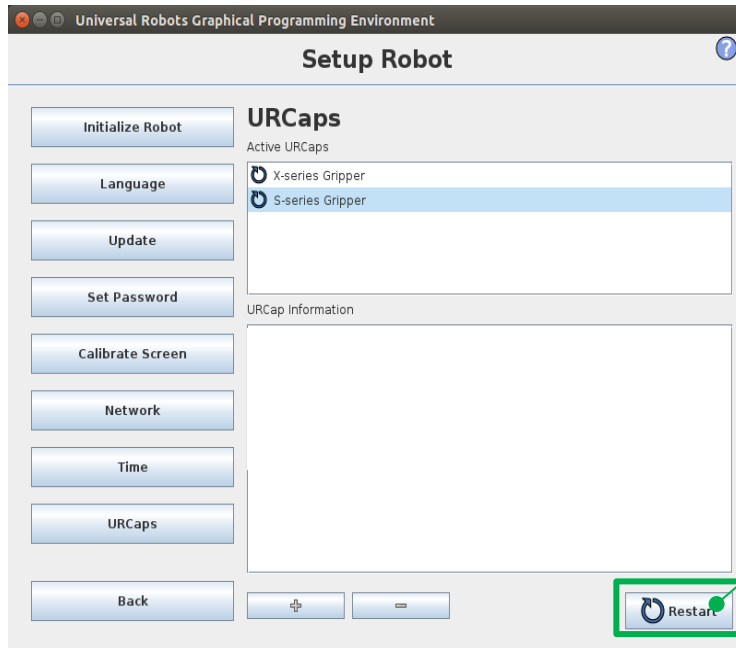 Universal Robots Graphical Programming Environment
Setup Robot
?
Initialize Robot
Language
Update
Set Password
Calibrate Screen
Network
Time
URCaps
Back
URCaps
Active URCaps
X-series Gripper
S-series Gripper
URCap Information
Restart